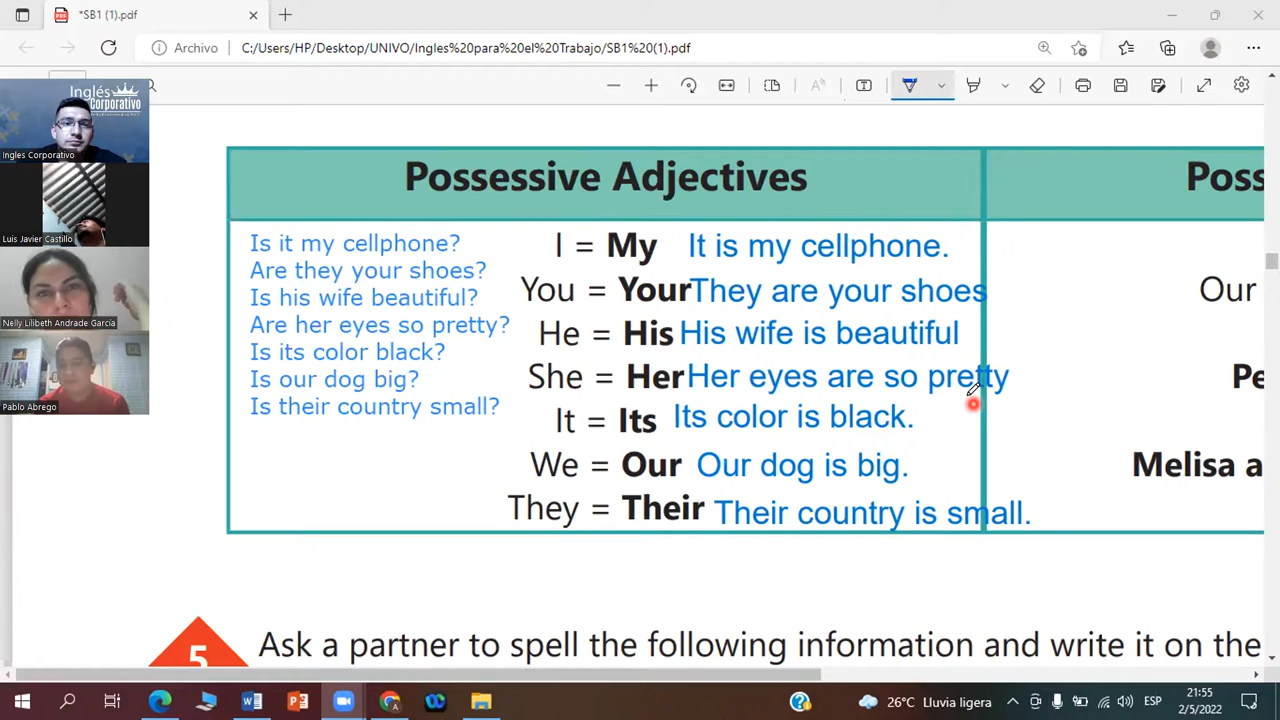 *SB1 (1).pdf
Archivo
C:/Users/HP/Desktop/UNIVO/Ingles%20para%20el%20Trabajo/SB1%20(1).pdf
Inglés
Corporativo
Ingles Corporativo
Luis Javier Castillo
Nelly Lilibeth Andrade García
Pablo Abrego
Possessive Adjectives
Poss
Is it my cellphone?
I = My It is my cellphone.
Are they your shoes?
You = Your They are your shoes
Our
Is his wife beautiful?
He = His His wife is beautiful
Are her eyes so pretty?
She = Her Her eyes are so pretty
Pe
Is its color black?
It = Its Its color is black.
Is our dog big?
We = Our Our dog is big.
Melisa a
Is their country small?
They = Their Their country is small.
5
Ask a partner to spell the following information and write it on the
26°C Lluvia ligera
ESP
21:55
2/5/2022